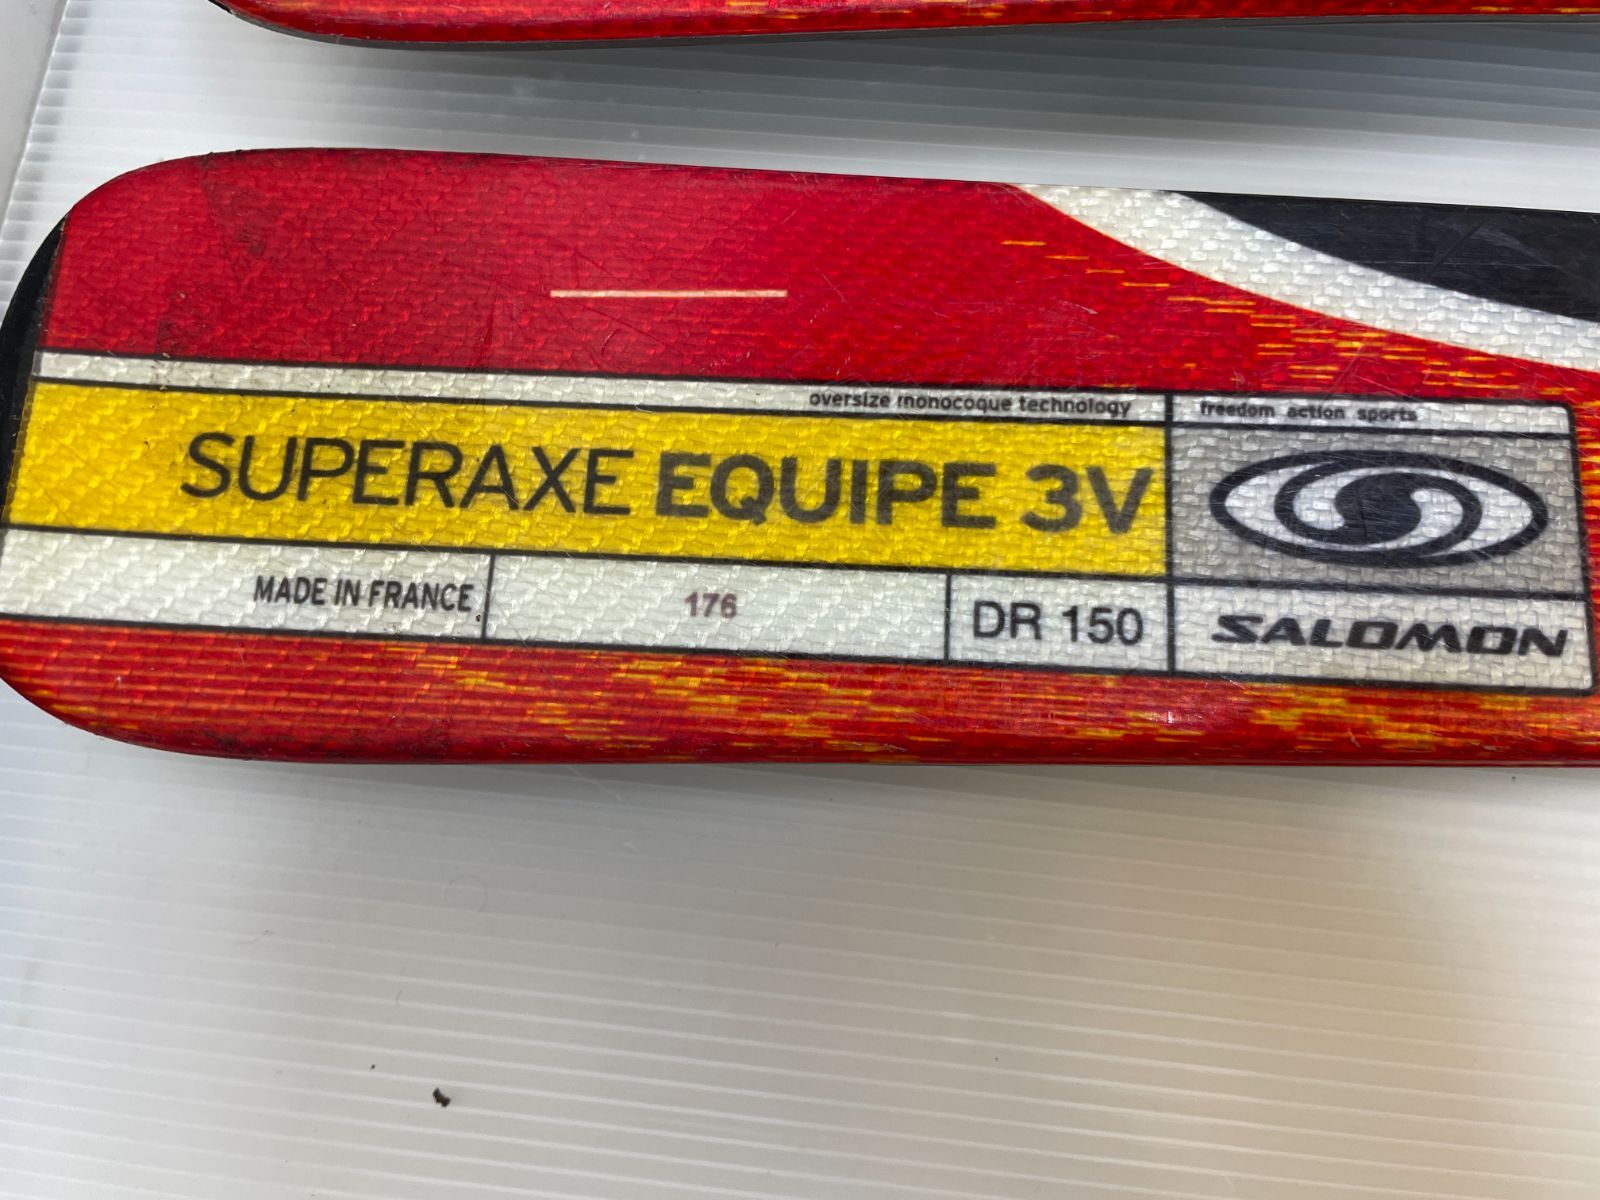 oversize monocoque technology
freedom action sports
SUPERAXE EQUIPE 3V
MADE IN FRANCE
176
DR 150
SALOMON